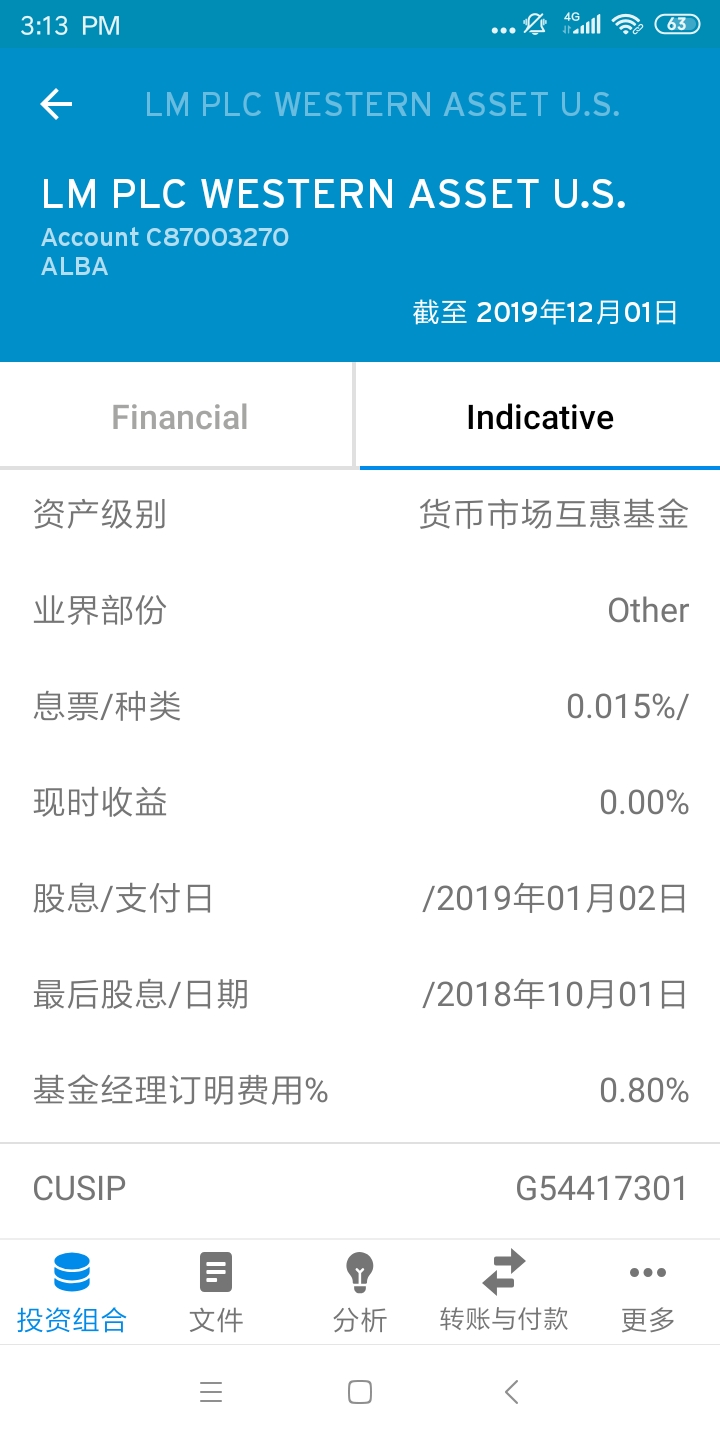 3:13 PM
4G
63
LM PLC WESTERN ASSET U.S.
LM PLC WESTERN ASSET U.S.
Account C87003270
ALBA
截至 2019年12月01日
Financial
Indicative
资产级别 货币市场互惠基金
业界部份 Other
息票/种类 0.015%/
现时收益 0.00%
股息/支付日 /2019年01月02日
最后股息/日期 /2018年10月01日
基金经理订明费用% 0.80%
CUSIP G54417301
投资组合 文件 分析 转账与付款 更多